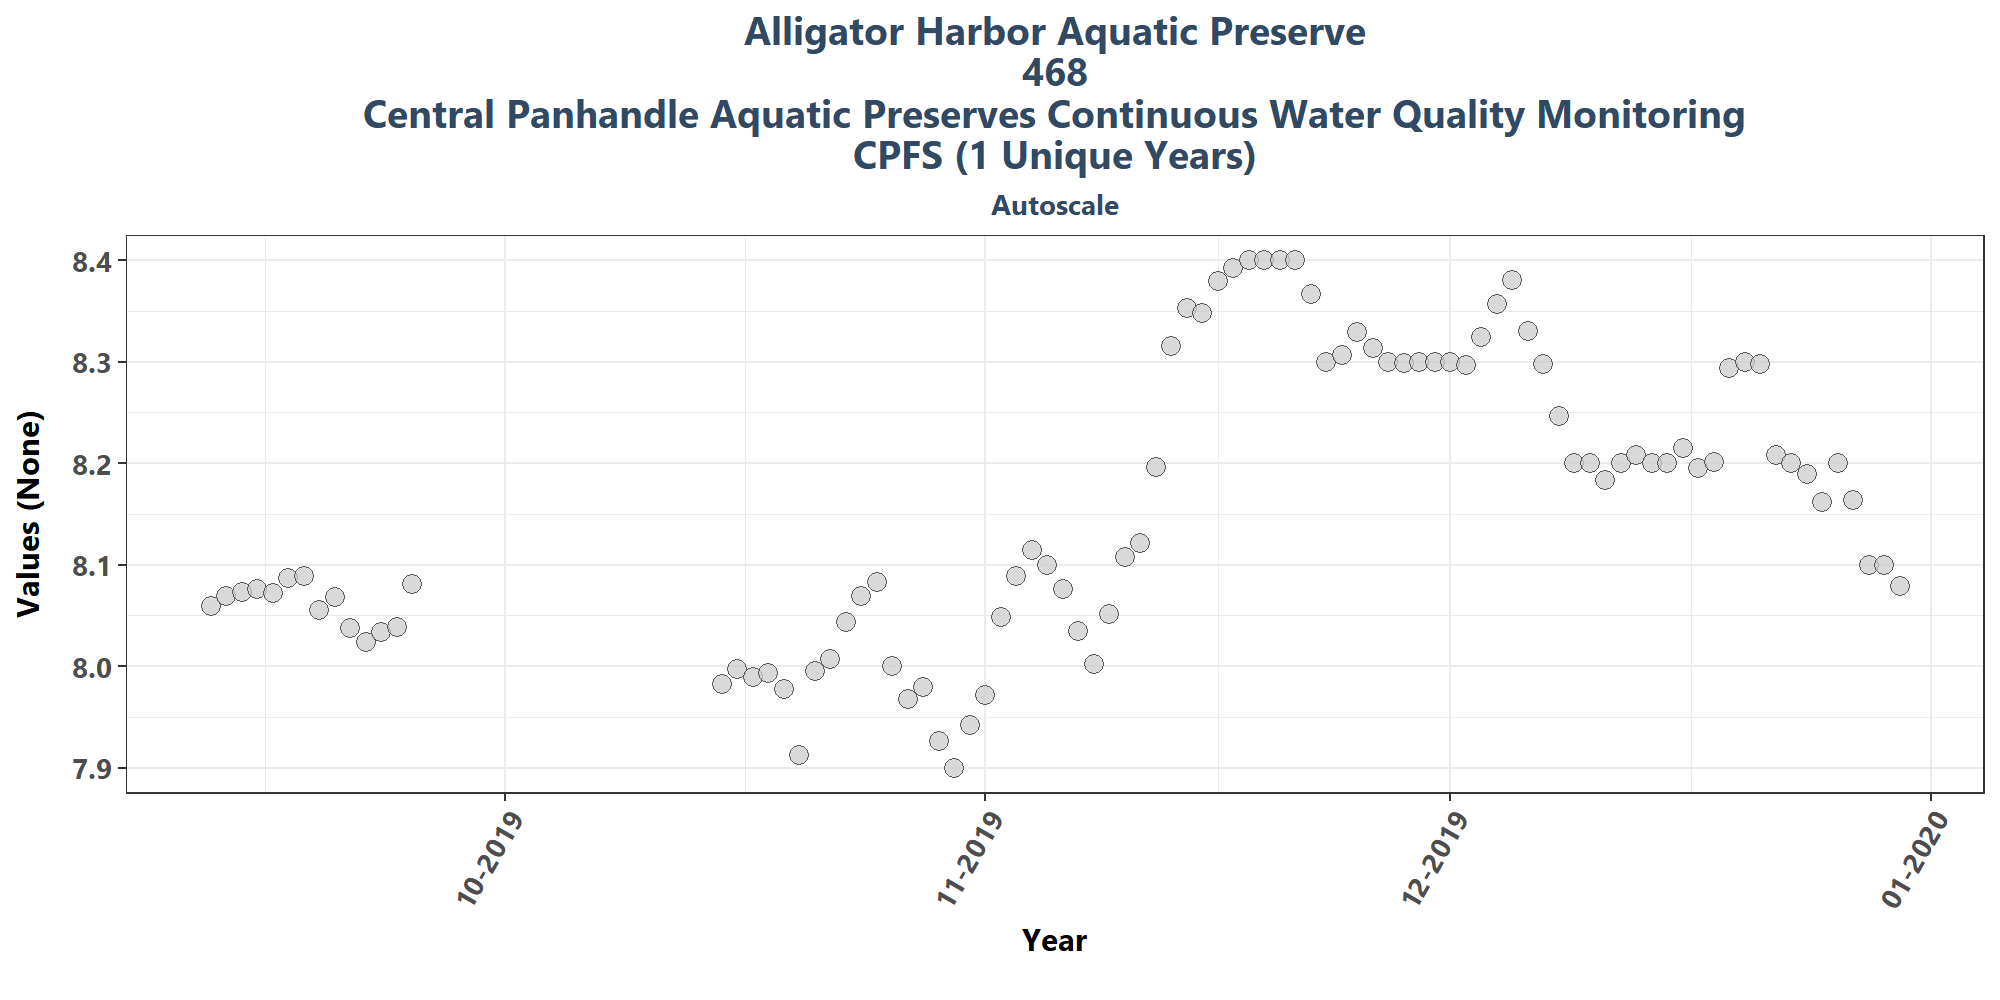 Alligator Harbor Aquatic Preserve
468
Central Panhandle Aquatic Preserves Continuous Water Quality Monitoring
CPFS (1 Unique Years)
Autoscale
8.4
8.3
8.2
8.1
8.0
7.9
Values (None)
10-2019
11-2019
12-2019
01-2020
Year